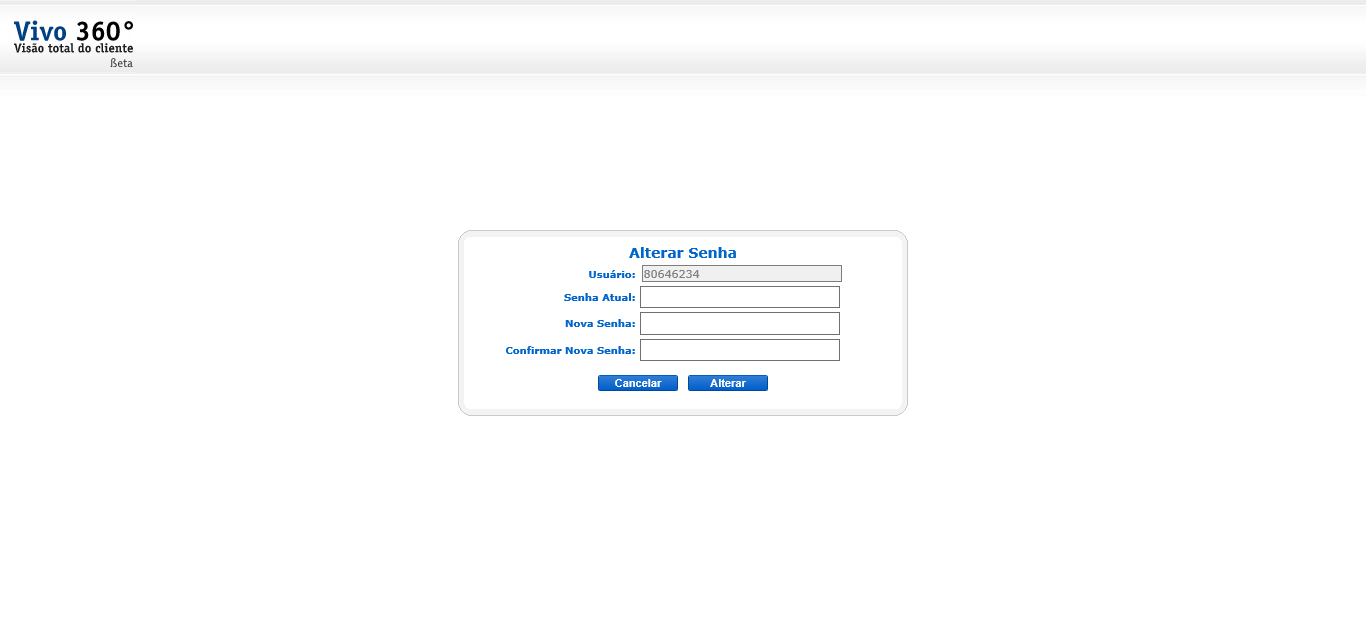 Vivo 360°
Visão total do cliente
ßeta
Alterar Senha
Usuário: 80646234
Senha Atual:
Nova Senha:
Confirmar Nova Senha:
Cancelar Alterar